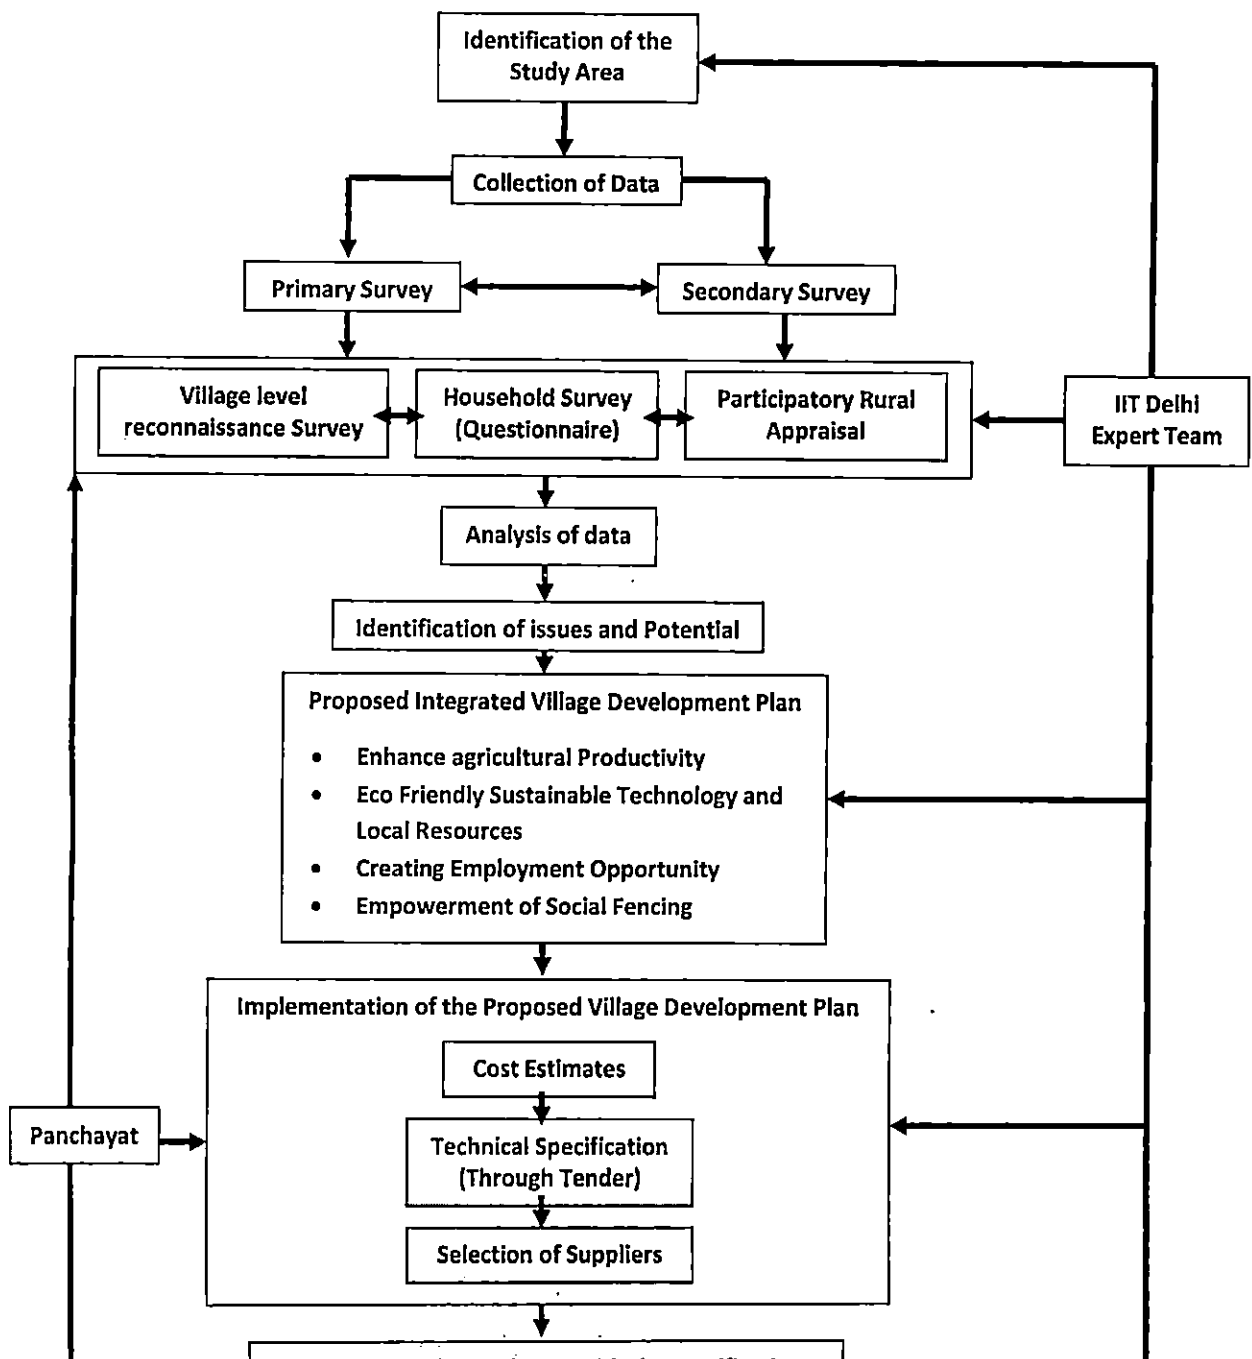 Identification of the
Study Area
Collection of Data
Primary Survey
Secondary Survey
Village level
reconnaissance Survey
Household Survey
(Questionnaire)
Participatory Rural
Appraisal
IIT Delhi
Expert Team
Analysis of data
Identification of issues and Potential
Proposed Integrated Village Development Plan
• Enhance agricultural Productivity
• Eco Friendly Sustainable Technology and
Local Resources
• Creating Employment Opportunity
• Empowerment of Social Fencing
Implementation of the Proposed Village Development Plan
Cost Estimates
Panchayat
Technical Specification
(Through Tender)
Selection of Suppliers